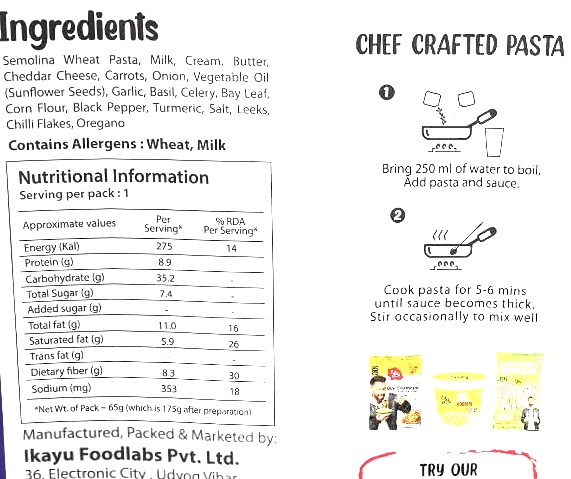 Ingredients
Semolina Wheat Pasta, Milk, Cream, Butter,
Cheddar Cheese, Carrots, Onion, Vegetable Oil
(Sunflower Seeds), Garlic, Basil, Celery, Bay Leaf,
Corn Flour, Black Pepper, Turmeric, Salt, Leeks,
Chilli Flakes, Oregano
Contains Allergens : Wheat, Milk
Nutritional Information
Serving per pack : 1
Approximate values Per Serving* % RDA Per Serving*
Energy (Kal) 275 14
Protein (g) 8.9
Carbohydrate (g) 35.2 -
Total Sugar (g) 7.4 -
Added sugar (g) - -
Total fat (g) 11.0 16
Saturated fat (g) 5.9 26
Trans fat (g) - -
Dietary fiber (g) 8.3 30
Sodium (mg) 353 18
*Net Wt. of Pack = 65g (which is 175g after preparation)
Manufactured, Packed & Marketed by:
Ikayu Foodlabs Pvt. Ltd.
36, Electronic City , Udyog Vihar
CHEF CRAFTED PASTA
1
Bring 250 ml of water to boil.
Add pasta and sauce.
2
Cook pasta for 5-6 mins
until sauce becomes thick.
Stir occasionally to mix well
TRY OUR